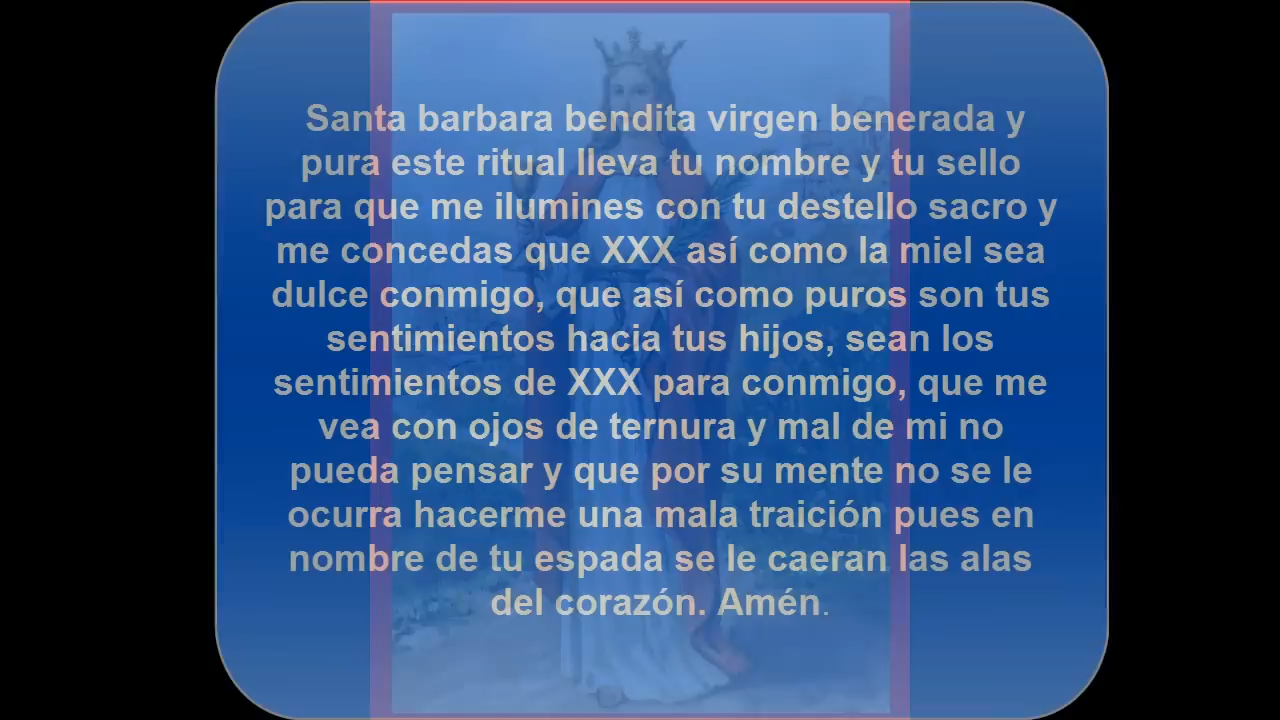 Santa barbara bendita virgen benerada y
pura este ritual lleva tu nombre y tu sello
para que me ilumines con tu destello sacro y
me concedas que XXX así como la miel sea
dulce conmigo, que así como puros son tus
sentimientos hacia tus hijos, sean los
sentimientos de XXX para conmigo, que me
vea con ojos de ternura y mal de mi no
pueda pensar y que por su mente no se le
ocurra hacerme una mala traición pues en
nombre de tu espada se le caeran las alas
del corazón. Amén.